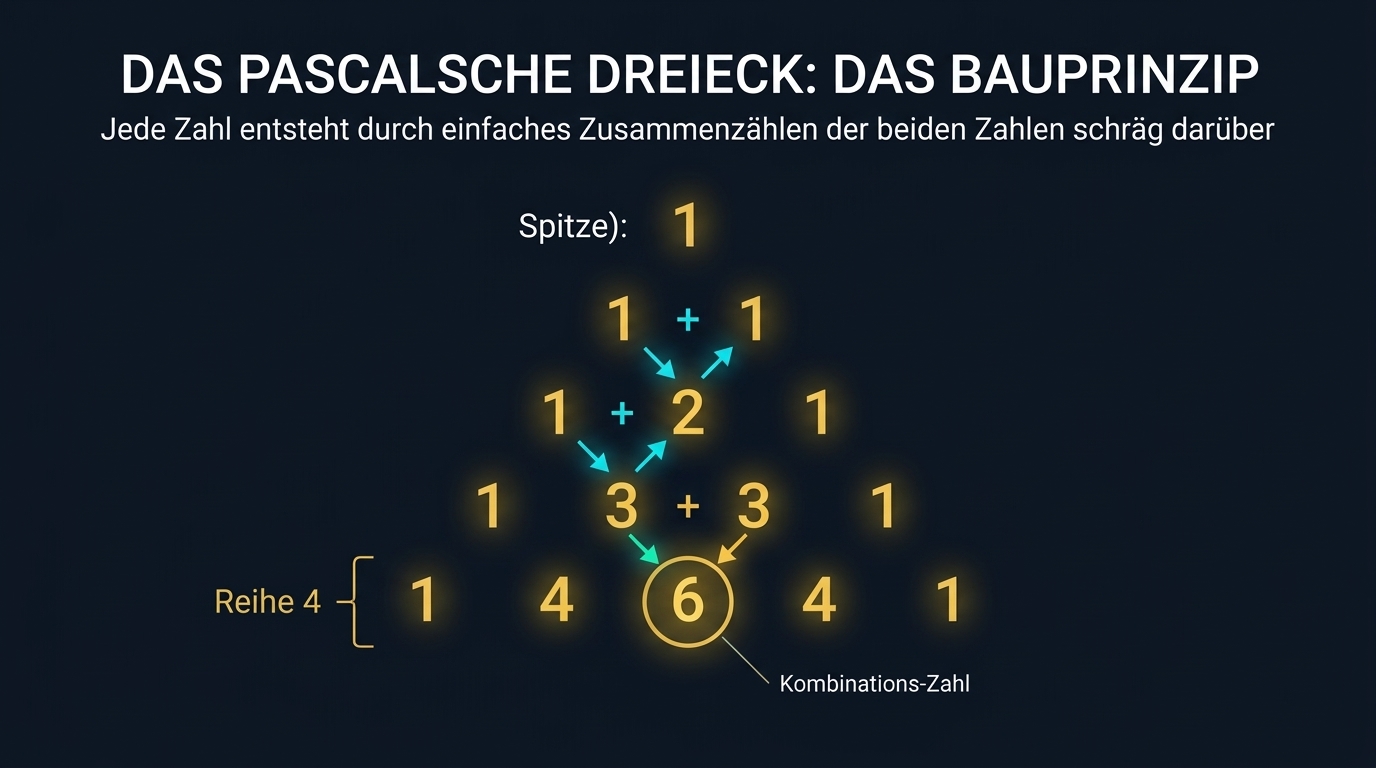 DAS PASCALSCHE DREIECK: DAS BAUPRINZIP
Jede Zahl entsteht durch einfaches Zusammenzählen der beiden Zahlen schräg darüber
Spitze): 1
1 + 1
1 + 2 1
1 3 + 3 1
Reihe 4 1 4 6 4 1
Kombinations-Zahl